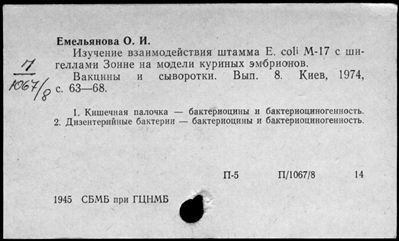 Емельянова О. И.
Изучение взаимодействия штамма E. coli M-17 с ши-
геллами Зонне на модели куриных эмбрионов.
П
1067/8
Вакцины и сыворотки. Вып. 8. Киев, 1974,
с. 63—68.
1. Кишечная палочка — бактериоцины и бактериоциногенность.
2. Дизентерийные бактерии — бактериоцины и бактериоциногенность.
П-5 П/1067/8 14
1945 СБМБ при ГЦНМБ